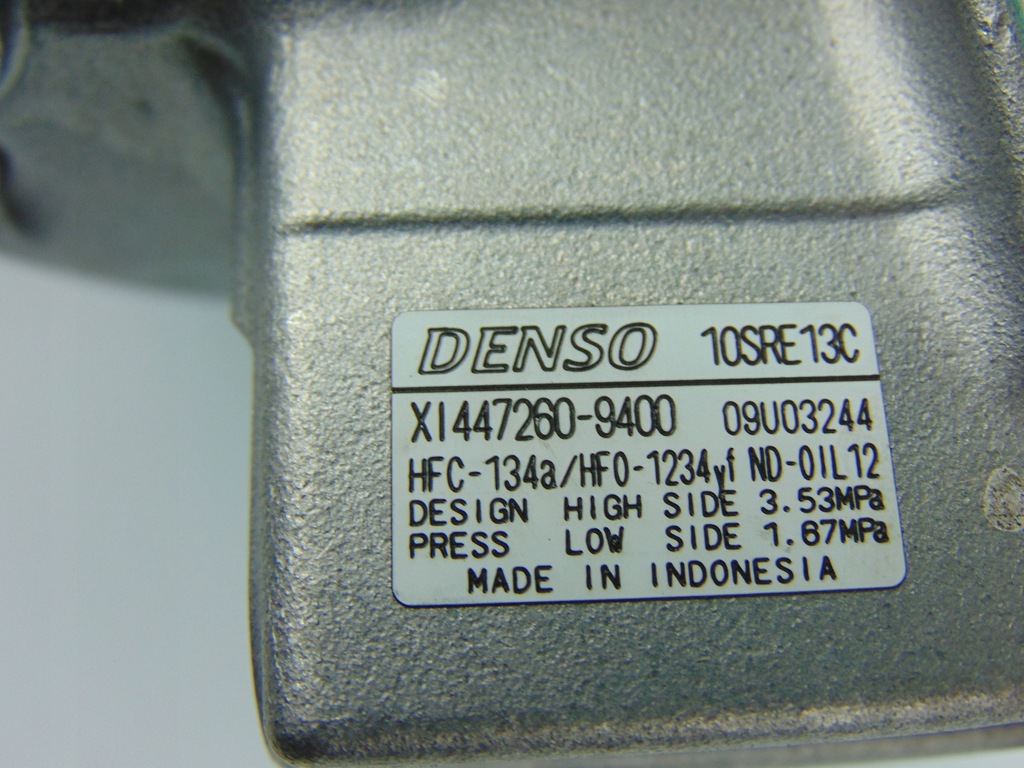 DENSO 10SRE13C
XI447260-9400 09U03244
HFC-134a/HFO-1234yf ND-OIL12
DESIGN HIGH SIDE 3.53MPa
PRESS LOW SIDE 1.67MPa
MADE IN INDONESIA